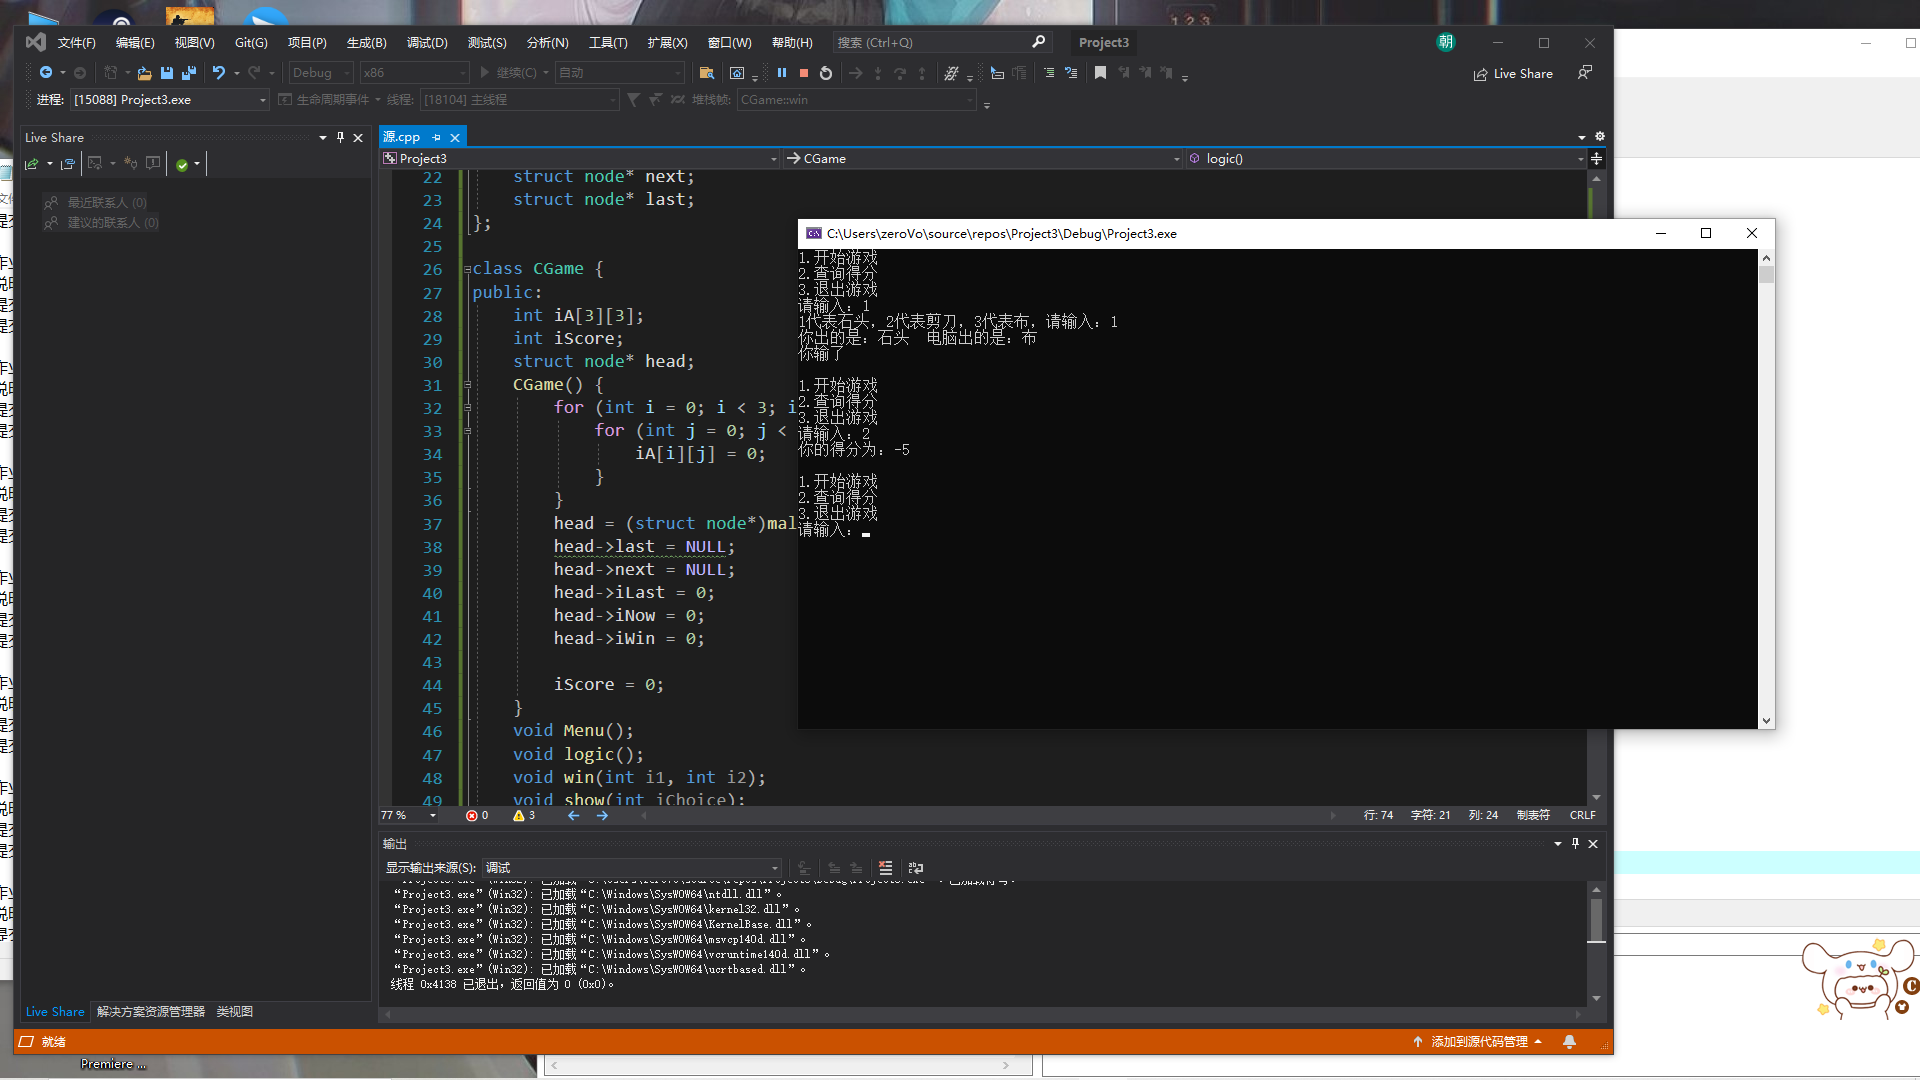 文件(F) 编辑(E) 视图(V) Git(G) 项目(P) 生成(B) 调试(D) 测试(S) 分析(N) 工具(T) 扩展(X) 窗口(W) 帮助(H) 搜索 (Ctrl+Q) Project3 朝
Debug x86 继续(C) 自动 Live Share
进程: [15088] Project3.exe 生命周期事件 线程: [18104] 主线程 堆栈帧: CGame::win
Live Share
最近联系人 (0)
建议的联系人 (0)
源.cpp
Project3 CGame logic()
22 struct node* next;
23 struct node* last;
24 };
25
26 class CGame {
27 public:
28 int iA[3][3];
29 int iScore;
30 struct node* head;
31 CGame() {
32 for (int i = 0; i < 3; i
33 for (int j = 0; j <
34 iA[i][j] = 0;
35 }
36 }
37 head = (struct node*)mal
38 head->last = NULL;
39 head->next = NULL;
40 head->iLast = 0;
41 head->iNow = 0;
42 head->iWin = 0;
43
44 iScore = 0;
45 }
46 void Menu();
47 void logic();
48 void win(int i1, int i2);
49 void show(int iChoice);
C:\Users\zeroVo\source\repos\Project3\Debug\Project3.exe
1.开始游戏
2.查询得分
3.退出游戏
请输入: 1
1代表石头, 2代表剪刀, 3代表布, 请输入: 1
你出的是: 石头 电脑出的是: 布
你输了
1.开始游戏
2.查询得分
3.退出游戏
请输入: 2
你的得分为: -5
1.开始游戏
2.查询得分
3.退出游戏
请输入:
77 % 0 3 行: 74 字符: 21 列: 24 制表符 CRLF
输出
显示输出来源(S): 调试
“Project3.exe”(Win32): 已加载“C:\Users\zeroVo\source\repos\Project3\Debug\Project3.exe”。已加载符号。
“Project3.exe”(Win32): 已加载“C:\Windows\SysWOW64\ntdll.dll”。
“Project3.exe”(Win32): 已加载“C:\Windows\SysWOW64\kernel32.dll”。
“Project3.exe”(Win32): 已加载“C:\Windows\SysWOW64\KernelBase.dll”。
“Project3.exe”(Win32): 已加载“C:\Windows\SysWOW64\msvcp140d.dll”。
“Project3.exe”(Win32): 已加载“C:\Windows\SysWOW64\vcruntime140d.dll”。
“Project3.exe”(Win32): 已加载“C:\Windows\SysWOW64\ucrtbased.dll”。
线程 0x4138 已退出，返回值为 0 (0x0)。
Live Share 解决方案资源管理器 类视图
就绪 添加到源代码管理
Premiere ...